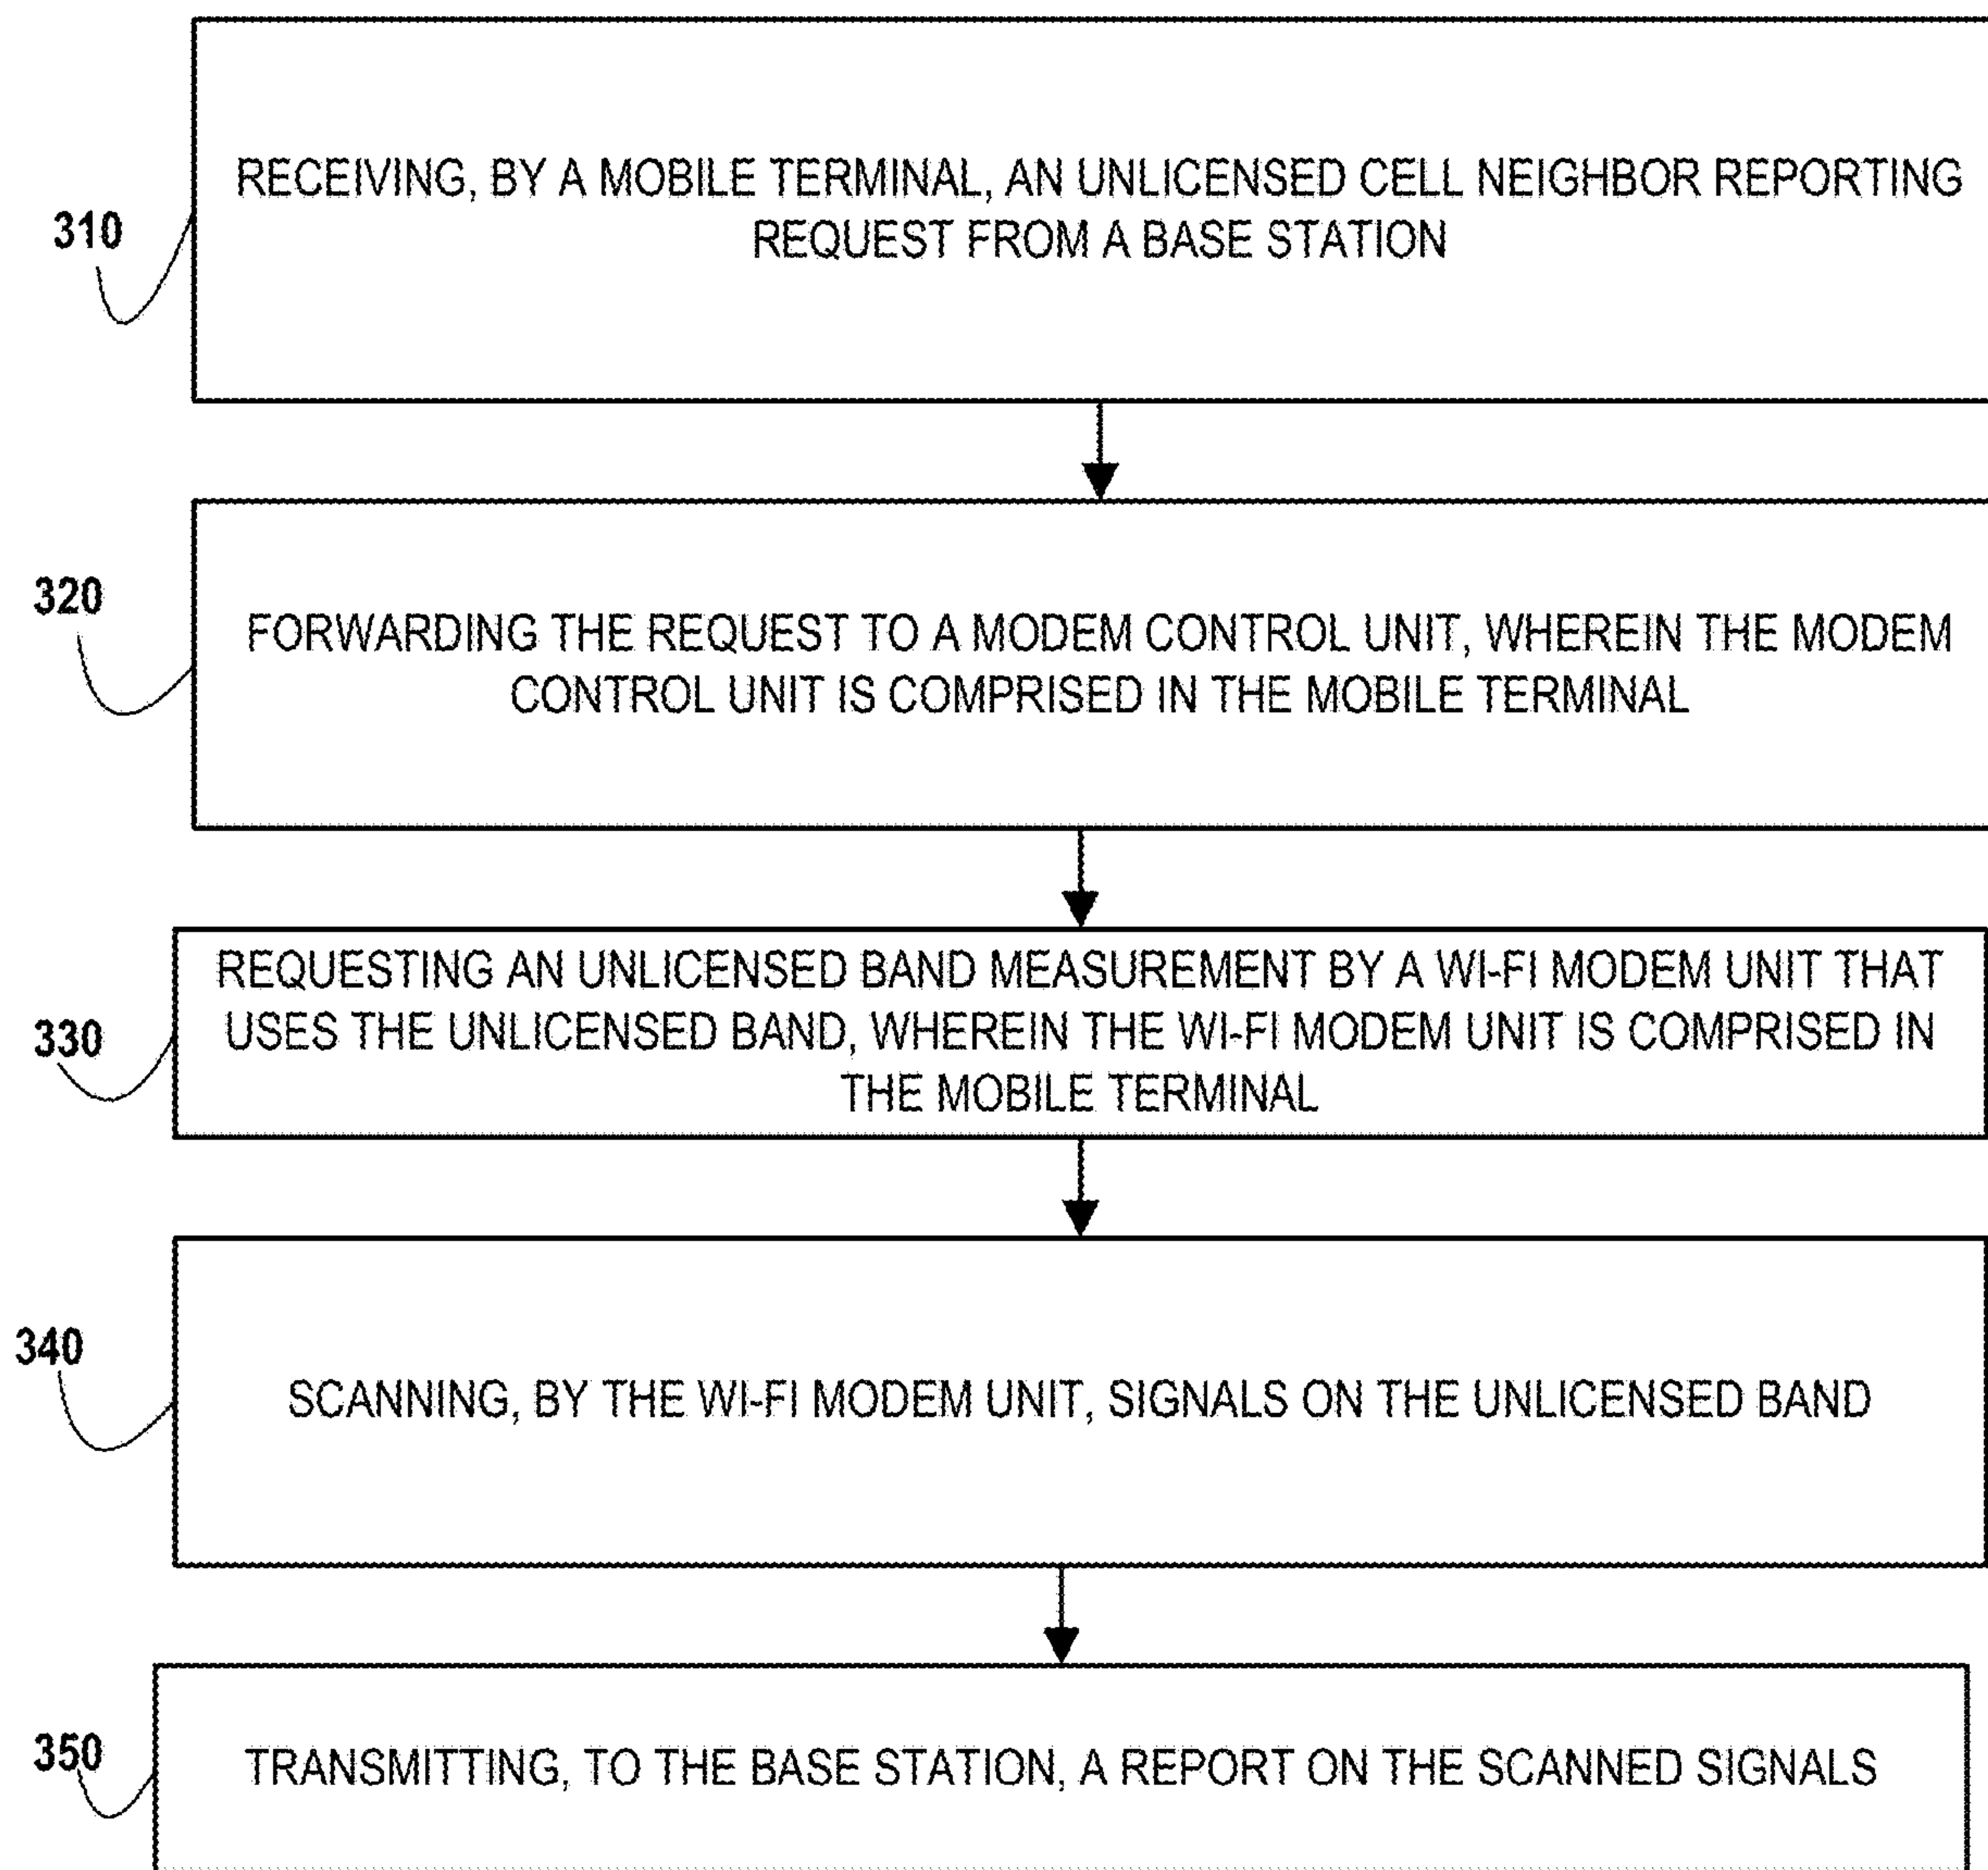 310
RECEIVING, BY A MOBILE TERMINAL, AN UNLICENSED CELL NEIGHBOR REPORTING
REQUEST FROM A BASE STATION
320
FORWARDING THE REQUEST TO A MODEM CONTROL UNIT, WHEREIN THE MODEM
CONTROL UNIT IS COMPRISED IN THE MOBILE TERMINAL
330
REQUESTING AN UNLICENSED BAND MEASUREMENT BY A WI-FI MODEM UNIT THAT
USES THE UNLICENSED BAND, WHEREIN THE WI-FI MODEM UNIT IS COMPRISED IN
THE MOBILE TERMINAL
340
SCANNING, BY THE WI-FI MODEM UNIT, SIGNALS ON THE UNLICENSED BAND
350
TRANSMITTING, TO THE BASE STATION, A REPORT ON THE SCANNED SIGNALS